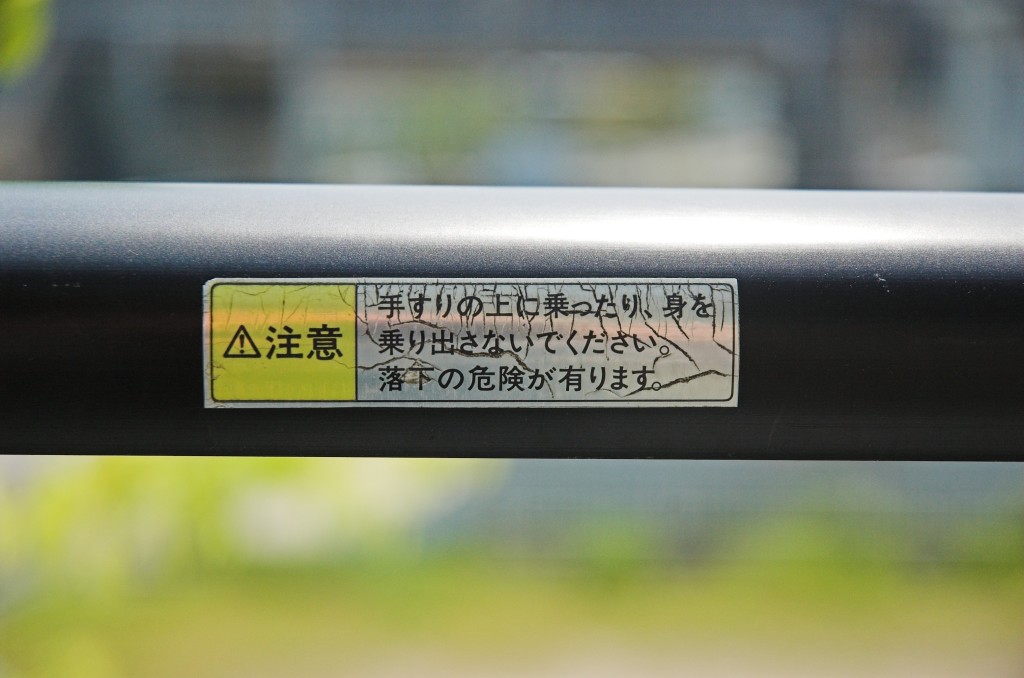 ⚠注意
手すりの上に乗ったり、身を
乗り出さないでください。
落下の危険が有ります。